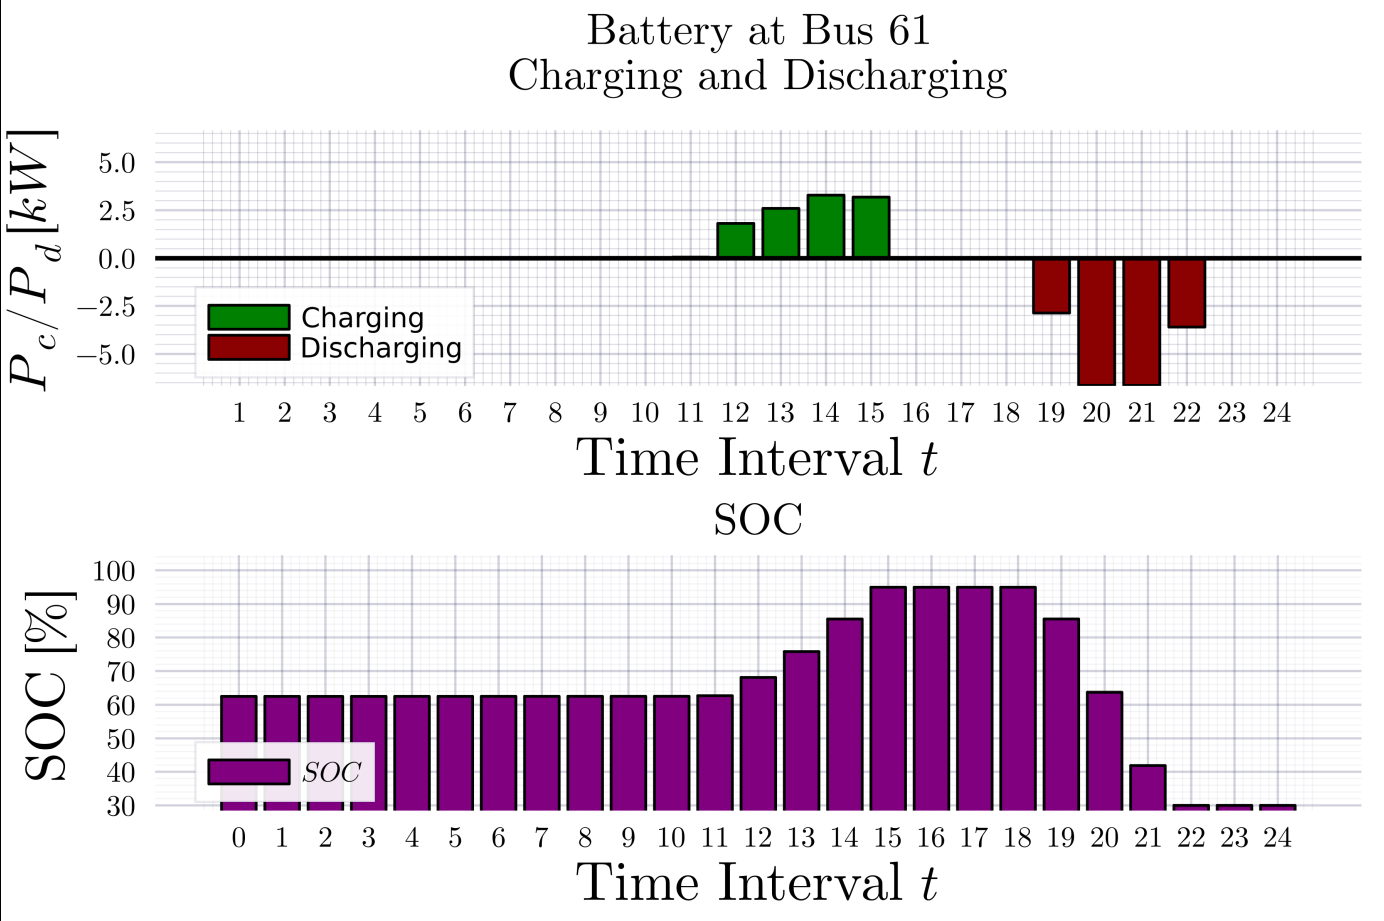 Battery at Bus 61
Charging and Discharging
P c / P d [kW]
5.0
2.5
0.0
−2.5
−5.0
Charging
Discharging
1 2 3 4 5 6 7 8 9 10 11 12 13 14 15 16 17 18 19 20 21 22 23 24
Time Interval t
SOC
SOC [%]
100
90
80
70
60
50
40
30
SOC
0 1 2 3 4 5 6 7 8 9 10 11 12 13 14 15 16 17 18 19 20 21 22 23 24
Time Interval t